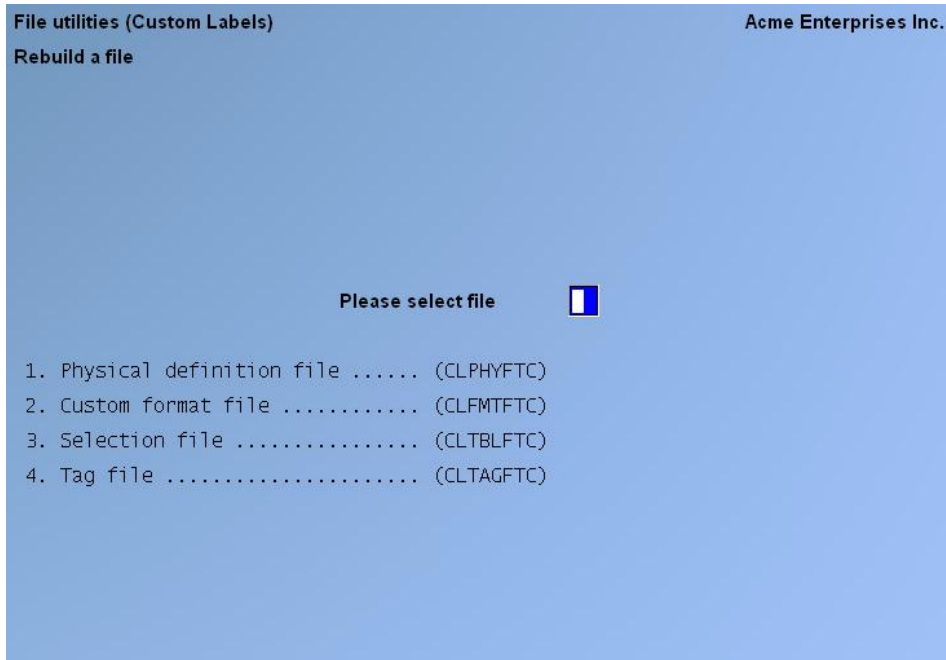 File utilities (Custom Labels) Acme Enterprises Inc.
Rebuild a file
Please select file
1. Physical definition file ...... (CLPHYFTC)
2. Custom format file ............ (CLFMTFTC)
3. Selection file ................ (CLTBLFTC)
4. Tag file ...................... (CLTAGFTC)